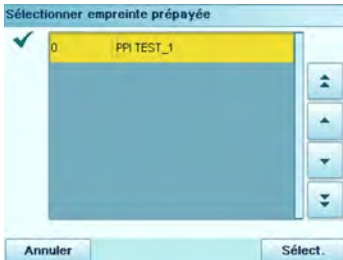 Sélectionner empreinte prépayée
0 PPI TEST_1
Annuler Sélect.